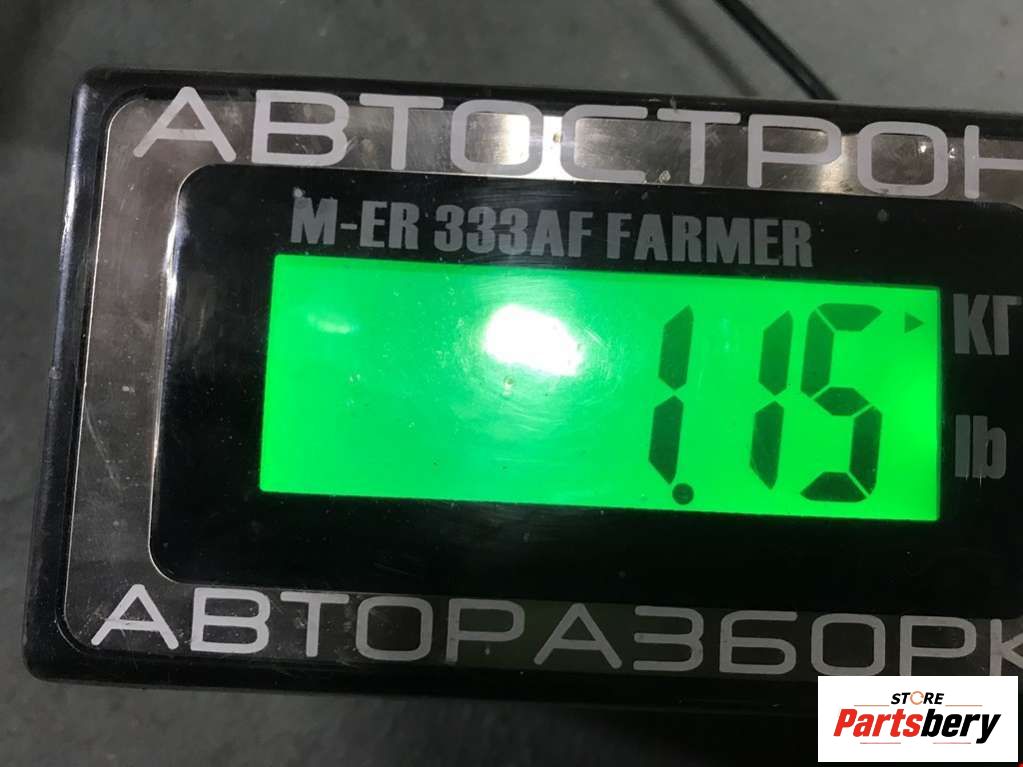 АВТОСТРОН
M-ER 333AF FARMER
1.15
КГ
lb
АВТОРАЗБОРК
STORE
Partsbery